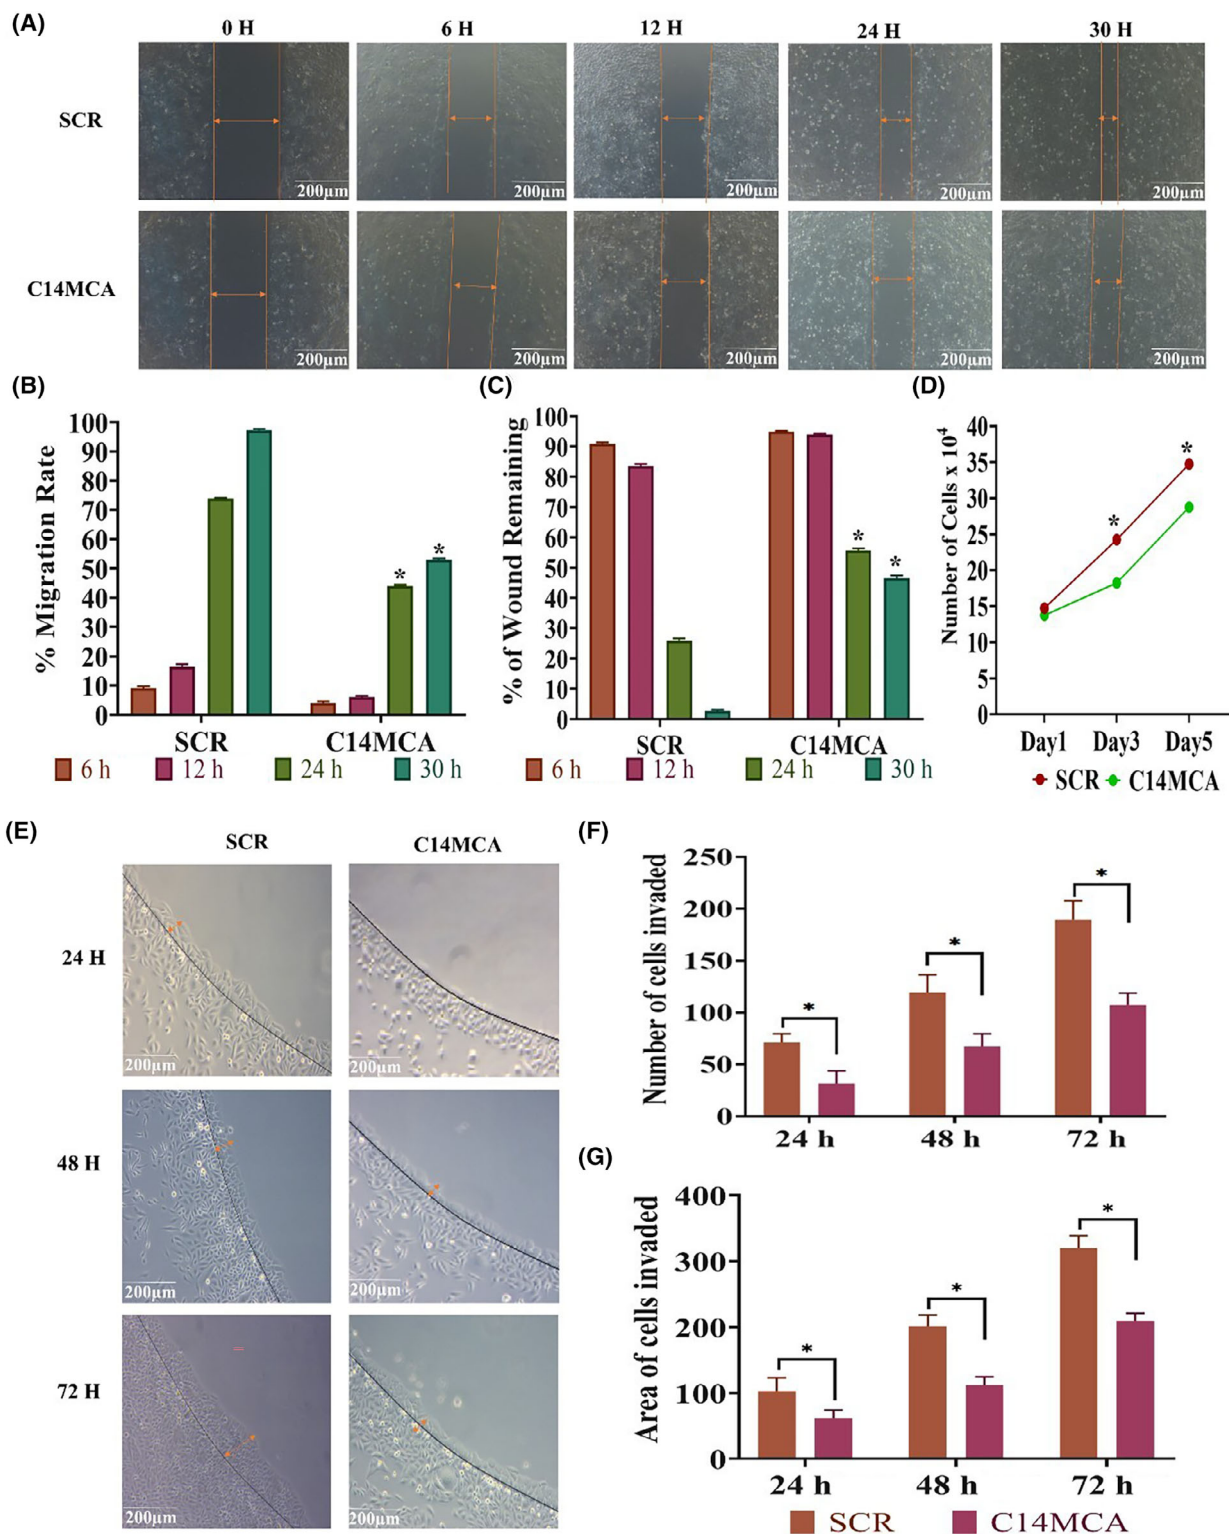 (A)
0 H 6 H 12 H 24 H 30 H
SCR
200µm 200µm 200µm 200µm 200µm
C14MCA
200µm 200µm 200µm 200µm 200µm
(B)
100
90
80
70
60
50
40
30
20
10
0
% Migration Rate
* *
SCR C14MCA
6 h 12 h 24 h 30 h
(C)
100
90
80
70
60
50
40
30
20
10
0
% of Wound Remaining
* *
SCR C14MCA
6 h 12 h 24 h 30 h
(D)
40
35
30
25
20
15
10
5
0
Number of Cells x 10⁴
* *
Day1 Day3 Day5
SCR C14MCA
(E)
SCR C14MCA
24 H
200µm 200µm
48 H
200µm 200µm
72 H
200µm 200µm
(F)
250
200
150
100
50
0
Number of cells invaded
* * *
24 h 48 h 72 h
(G)
400
300
200
100
0
Area of cells invaded
* * *
24 h 48 h 72 h
SCR C14MCA